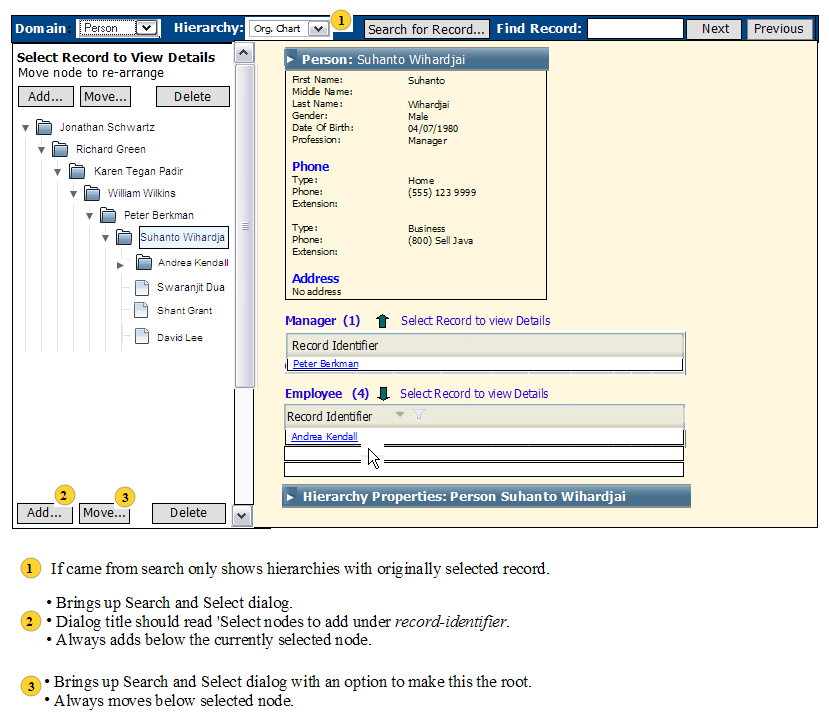 Domain: Person Hierarchy: Org. Chart 1 Search for Record... Find Record: Next Previous
Select Record to View Details
Move node to re-arrange
Add... Move... Delete
Jonathan Schwartz
Richard Green
Karen Tegan Padir
William Wilkins
Peter Berkman
Suhanto Wihardja
Andrea Kendall
Swaranjit Dua
Shant Grant
David Lee
2 3
Add... Move... Delete
Person: Suhanto Wihardjai
First Name: Suhanto
Middle Name:
Last Name: Wihardjai
Gender: Male
Date Of Birth: 04/07/1980
Profession: Manager
Phone
Type: Home
Phone: (555) 123 9999
Extension:
Type: Business
Phone: (800) Sell Java
Extension:
Address
No address
Manager (1) Select Record to view Details
Record Identifier
Peter Berkman
Employee (4) Select Record to view Details
Record Identifier
Andrea Kendall
Hierarchy Properties: Person Suhanto Wihardjai
1 If came from search only shows hierarchies with originally selected record.
• Brings up Search and Select dialog.
2 • Dialog title should read 'Select nodes to add under record-identifier.
• Always adds below the currently selected node.
3 • Brings up Search and Select dialog with an option to make this the root.
• Always moves below selected node.